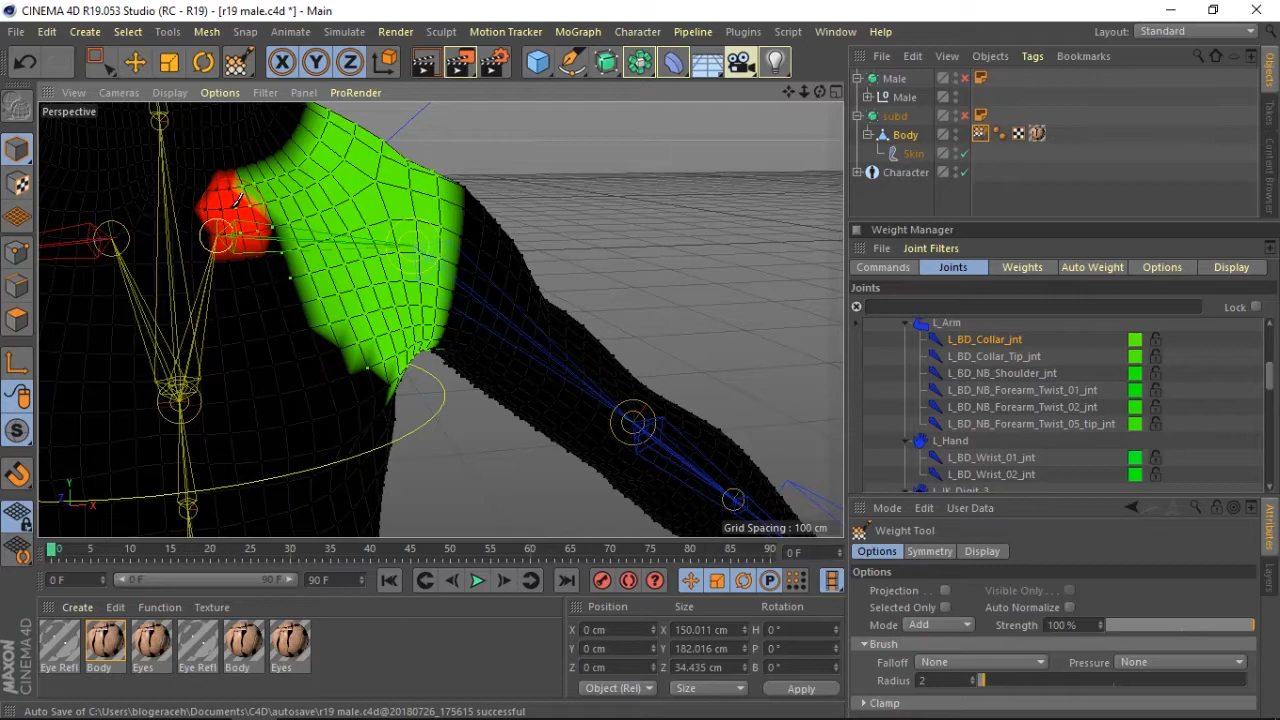 CINEMA 4D R19.053 Studio (RC - R19) - [r19 male.c4d *] - Main
File Edit Create Select Tools Mesh Snap Animate Simulate Render Sculpt Motion Tracker MoGraph Character Pipeline Plugins Script Window Help Layout: Standard
File Edit View Objects Tags Bookmarks
Male
Male
subd
Body
Skin
Character
Objects
Takes
Content Browser
View Cameras Display Options Filter Panel ProRender
Perspective
Y
Z X
Grid Spacing : 100 cm
Weight Manager
File Joint Filters
Commands Joints Weights Auto Weight Options Display
Joints
Lock
L_Arm
L_BD_Collar_jnt
L_BD_Collar_Tip_jnt
L_BD_NB_Shoulder_jnt
L_BD_NB_Forearm_Twist_01_jnt
L_BD_NB_Forearm_Twist_02_jnt
L_BD_NB_Forearm_Twist_05_tip_jnt
L_Hand
L_BD_Wrist_01_jnt
L_BD_Wrist_02_jnt
L_IK_Digit_3
Mode Edit User Data
Weight Tool
Options Symmetry Display
Options
Projection . . Visible Only . .
Selected Only Auto Normalize
Mode Add Strength 100 %
Brush
Falloff None Pressure None
Radius 2
Clamp
Attributes
Layers
0 5 10 15 20 25 30 35 40 45 50 55 60 65 70 75 80 85 90 0 F
0 F 0 F 90 F 90 F
Create Edit Function Texture
Eye Refl Body Eyes Eye Refl Body Eyes
Position Size Rotation
X 0 cm X 150.011 cm H 0 °
Y 0 cm Y 182.016 cm P 0 °
Z 0 cm Z 34.435 cm B 0 °
Object (Rel) Size Apply
MAXON CINEMA 4D
Auto Save of C:\Users\blogeraceh\Documents\C4D\autosave\r19 male.c4d@20180726_175615 successful